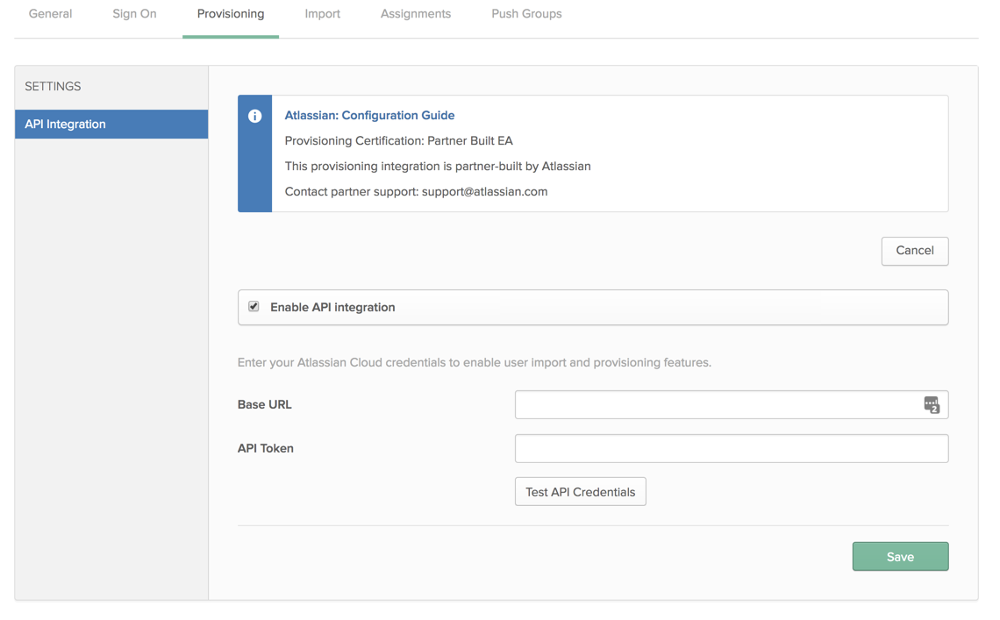 General Sign On Provisioning Import Assignments Push Groups
SETTINGS
API Integration
Atlassian: Configuration Guide
Provisioning Certification: Partner Built EA
This provisioning integration is partner-built by Atlassian
Contact partner support: support@atlassian.com
Cancel
Enable API integration
Enter your Atlassian Cloud credentials to enable user import and provisioning features.
Base URL
2
API Token
Test API Credentials
Save